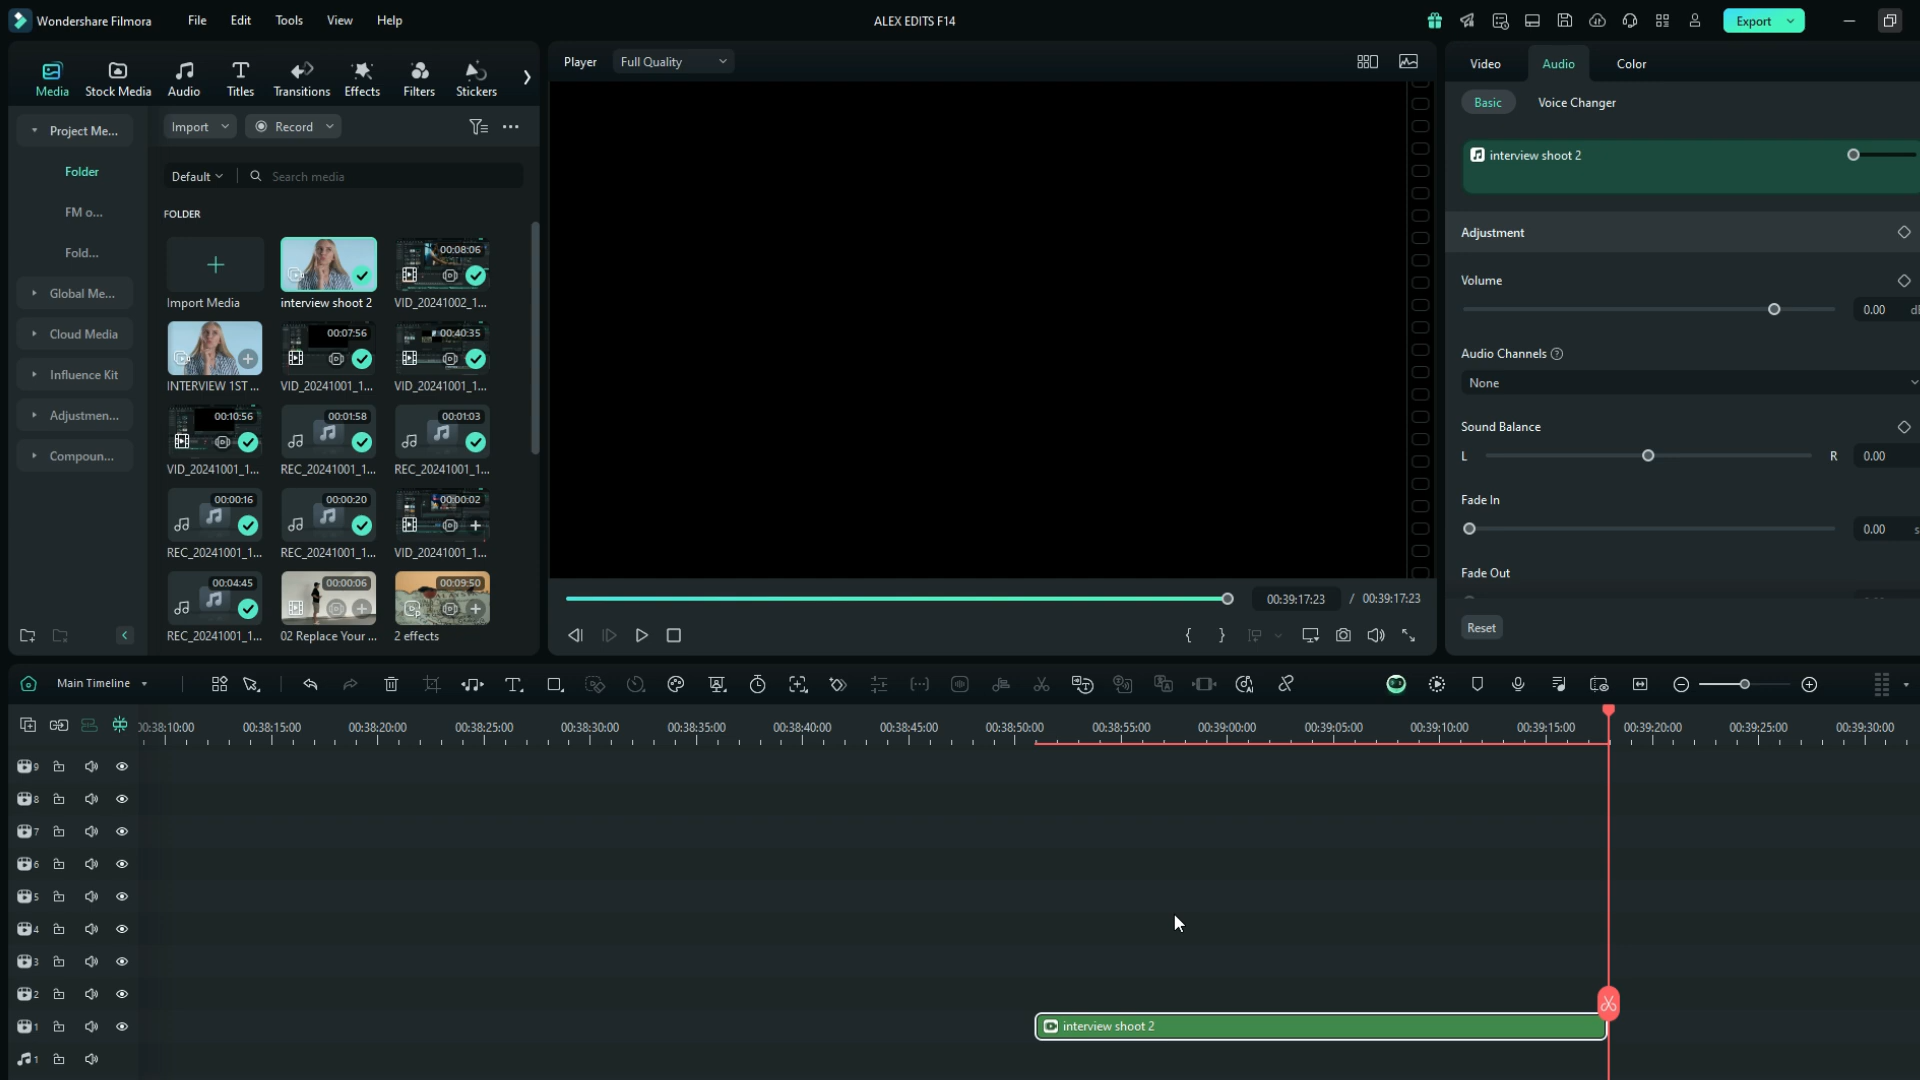 Wondershare Filmora
File
Edit
Tools
View
Help
ALEX EDITS F14
Export
Media
Stock Media
Audio
Titles
Transitions
Effects
Filters
Stickers
Player
Full Quality
Video
Audio
Color
Project Me...
Import
Record
Basic
Voice Changer
Folder
Default
Search media
interview shoot 2
FM o...
FOLDER
Fold...
00:08:06
Adjustment
Import Media
interview shoot 2
VID_20241002_1...
Volume
0.00
Global Me...
Cloud Media
00:07:56
00:40:35
Audio Channels
None
Influence Kit
INTERVIEW 1ST ...
VID_20241001_1...
VID_20241001_1...
Adjustmen...
00:10:56
00:01:58
00:01:03
Sound Balance
L
R
0.00
Compoun...
VID_20241001_1...
REC_20241001_1...
REC_20241001_1...
00:00:16
00:00:20
00:00:02
Fade In
0.00
s
REC_20241001_1...
REC_20241001_1...
VID_20241001_1...
Fade Out
00:04:45
00:00:06
00:09:50
00:39:17:23 / 00:39:17:23
REC_20241001_1...
02 Replace Your ...
2 effects
Reset
Main Timeline
00:38:15:00
00:38:20:00
00:38:25:00
00:38:30:00
00:38:35:00
00:38:40:00
00:38:45:00
00:38:50:00
00:38:55:00
00:39:00:00
00:39:05:00
00:39:10:00
00:39:15:00
00:39:20:00
00:39:25:00
00:39:30:00
9
8
7
6
5
4
3
2
1
interview shoot 2
1